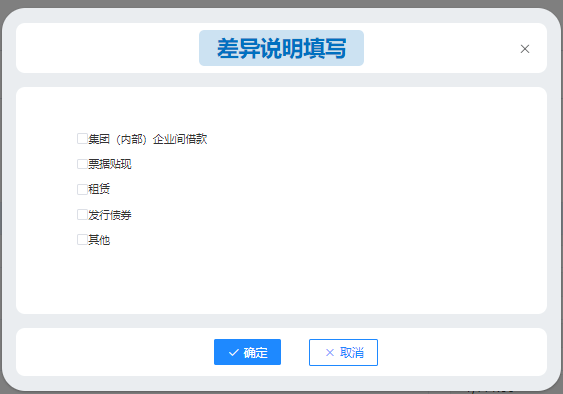 差异说明填写
集团（内部）企业间借款
票据贴现
租赁
发行债券
其他
确定
取消